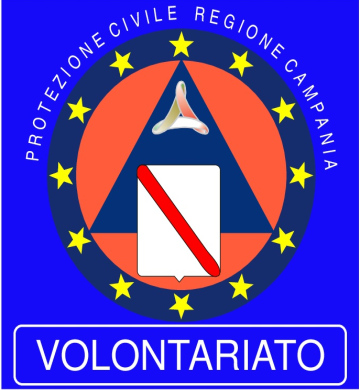 PROTEZIONE CIVILE REGIONE CAMPANIA
VOLONTARIATO